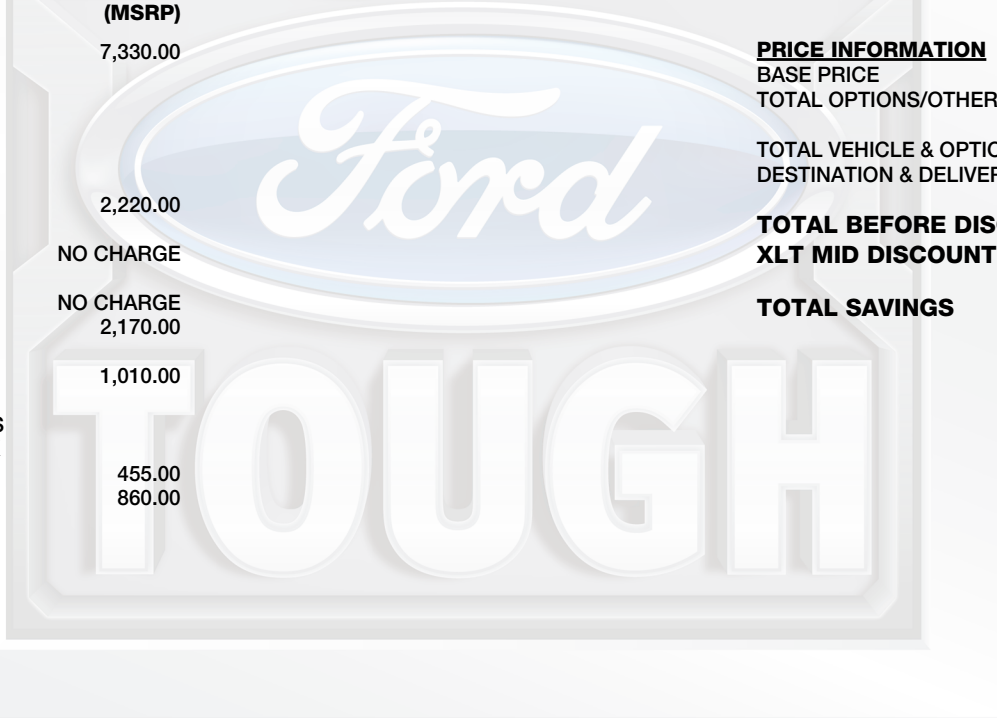 (MSRP)
7,330.00
2,220.00
NO CHARGE
NO CHARGE
2,170.00
1,010.00
S
455.00
860.00
PRICE INFORMATION
BASE PRICE
TOTAL OPTIONS/OTHER
TOTAL VEHICLE & OPTIO
DESTINATION & DELIVER
TOTAL BEFORE DISC
XLT MID DISCOUNT
TOTAL SAVINGS
Ford
TOUGH